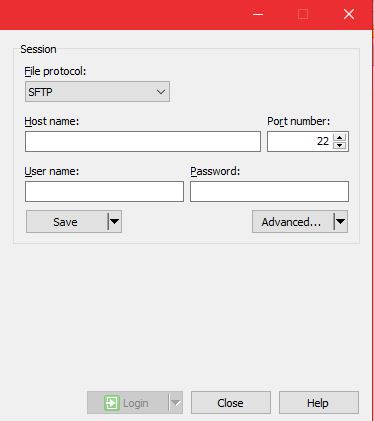 Session
File protocol:
SFTP
Host name:
Port number:
22
User name:
Password:
Save
Advanced...
Login
Close
Help